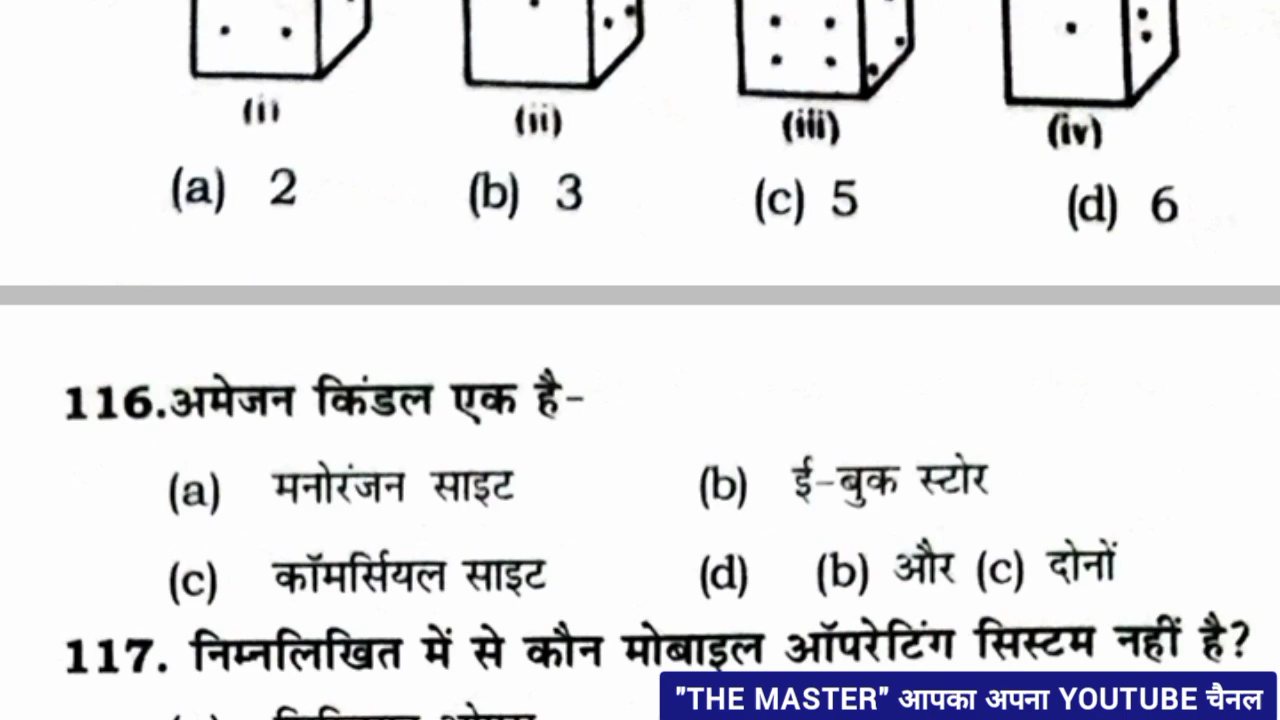 (i) (ii) (iii) (iv)
(a) 2 (b) 3 (c) 5 (d) 6
116.अमेजन किंडल एक है-
(a) मनोरंजन साइट (b) ई-बुक स्टोर
(c) कॉमर्सियल साइट (d) (b) और (c) दोनों
117. निम्नलिखित में से कौन मोबाइल ऑपरेटिंग सिस्टम नहीं है?
"THE MASTER" आपका अपना YOUTUBE चैनल